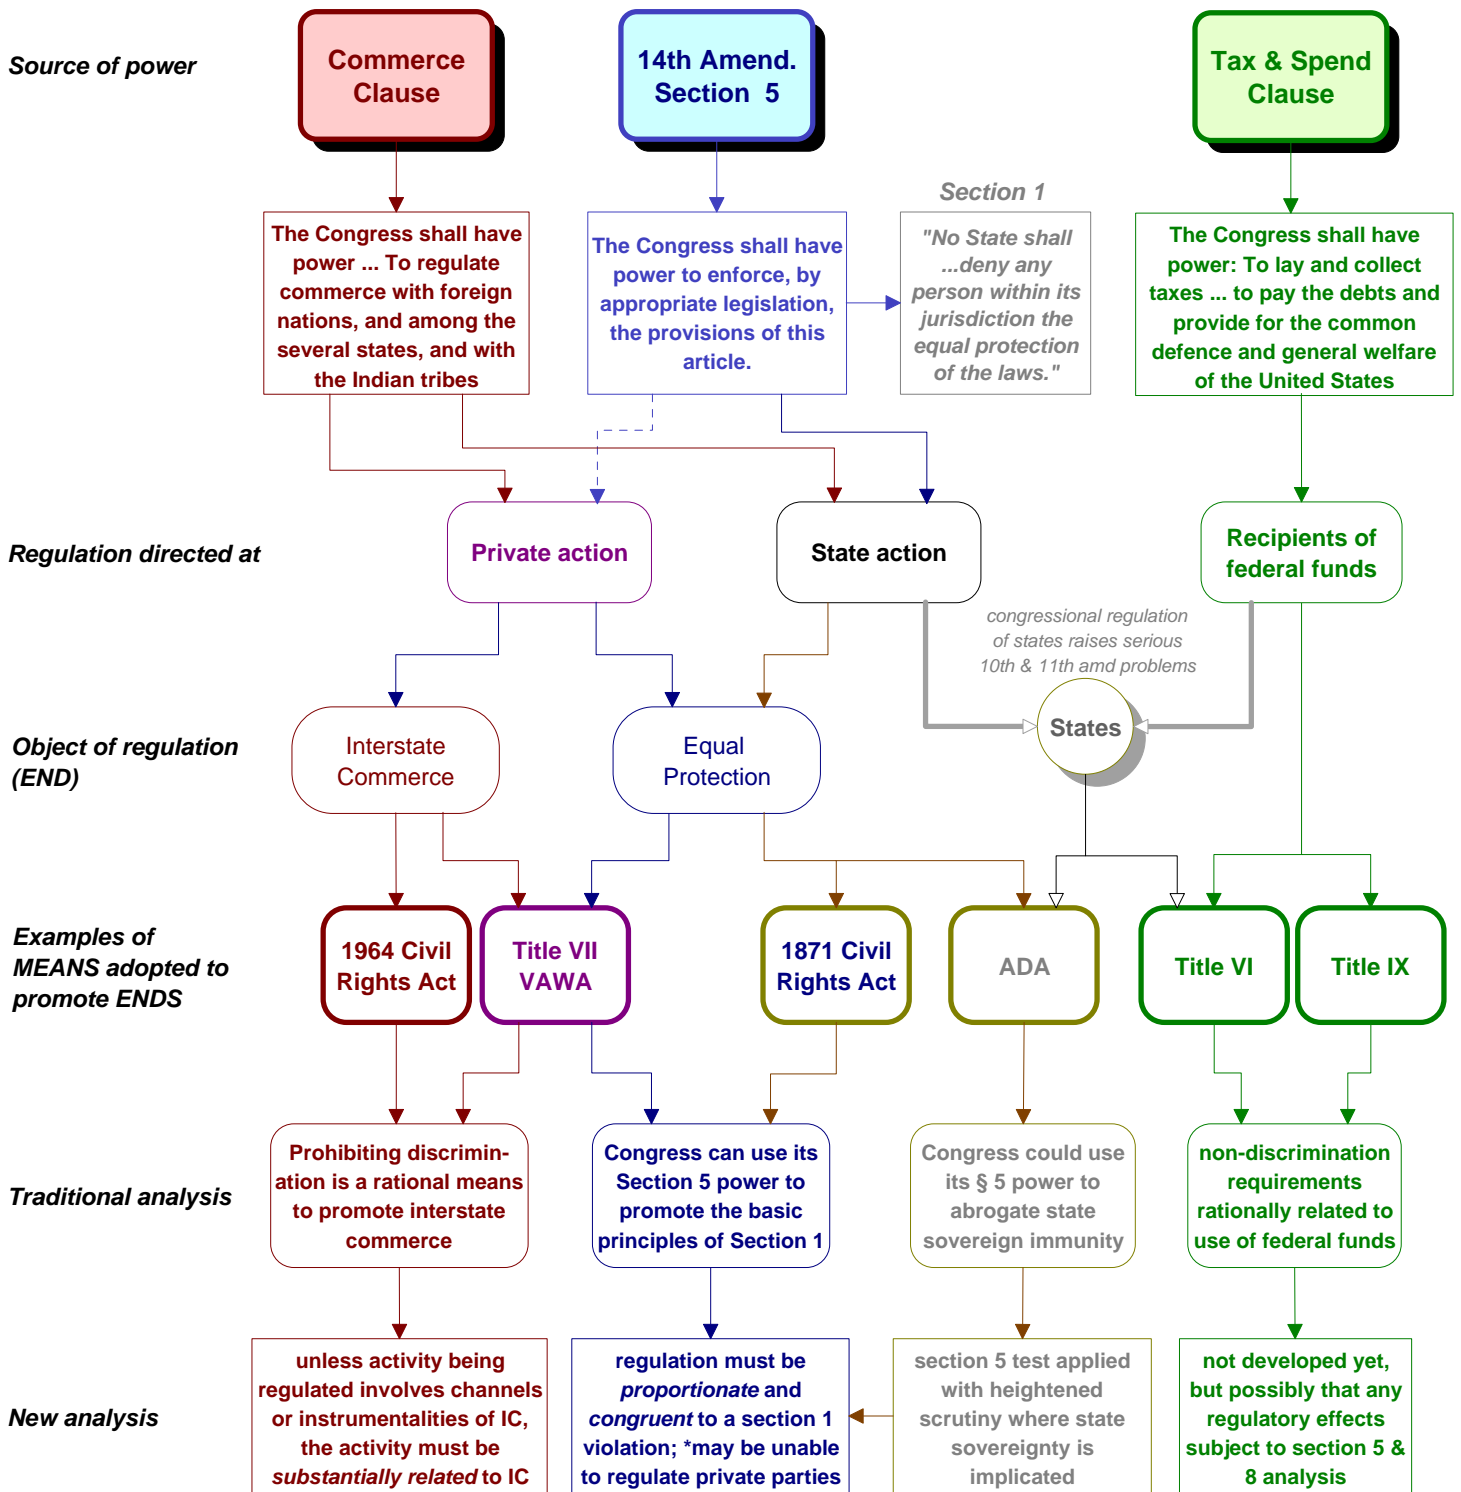 Source of power
Commerce
Clause
14th Amend.
Section 5
Tax & Spend
Clause
The Congress shall have
power ... To regulate
commerce with foreign
nations, and among the
several states, and with
the Indian tribes
The Congress shall have
power to enforce, by
appropriate legislation,
the provisions of this
article.
Section 1
"No State shall
...deny any
person within its
jurisdiction the
equal protection
of the laws."
The Congress shall have
power: To lay and collect
taxes ... to pay the debts and
provide for the common
defence and general welfare
of the United States
Regulation directed at
Private action
State action
Recipients of
federal funds
congressional regulation
of states raises serious
10th & 11th amd problems
Object of regulation
(END)
Interstate
Commerce
Equal
Protection
States
Examples of
MEANS adopted to
promote ENDS
1964 Civil
Rights Act
Title VII
VAWA
1871 Civil
Rights Act
ADA
Title VI
Title IX
Traditional analysis
Prohibiting discrimin-
ation is a rational means
to promote interstate
commerce
Congress can use its
Section 5 power to
promote the basic
principles of Section 1
Congress could use
its § 5 power to
abrogate state
sovereign immunity
non-discrimination
requirements
rationally related to
use of federal funds
New analysis
unless activity being
regulated involves channels
or instrumentalities of IC,
the activity must be
substantially related to IC
regulation must be
proportionate and
congruent to a section 1
violation; *may be unable
to regulate private parties
section 5 test applied
with heightened
scrutiny where state
sovereignty is
implicated
not developed yet,
but possibly that any
regulatory effects
subject to section 5 &
8 analysis